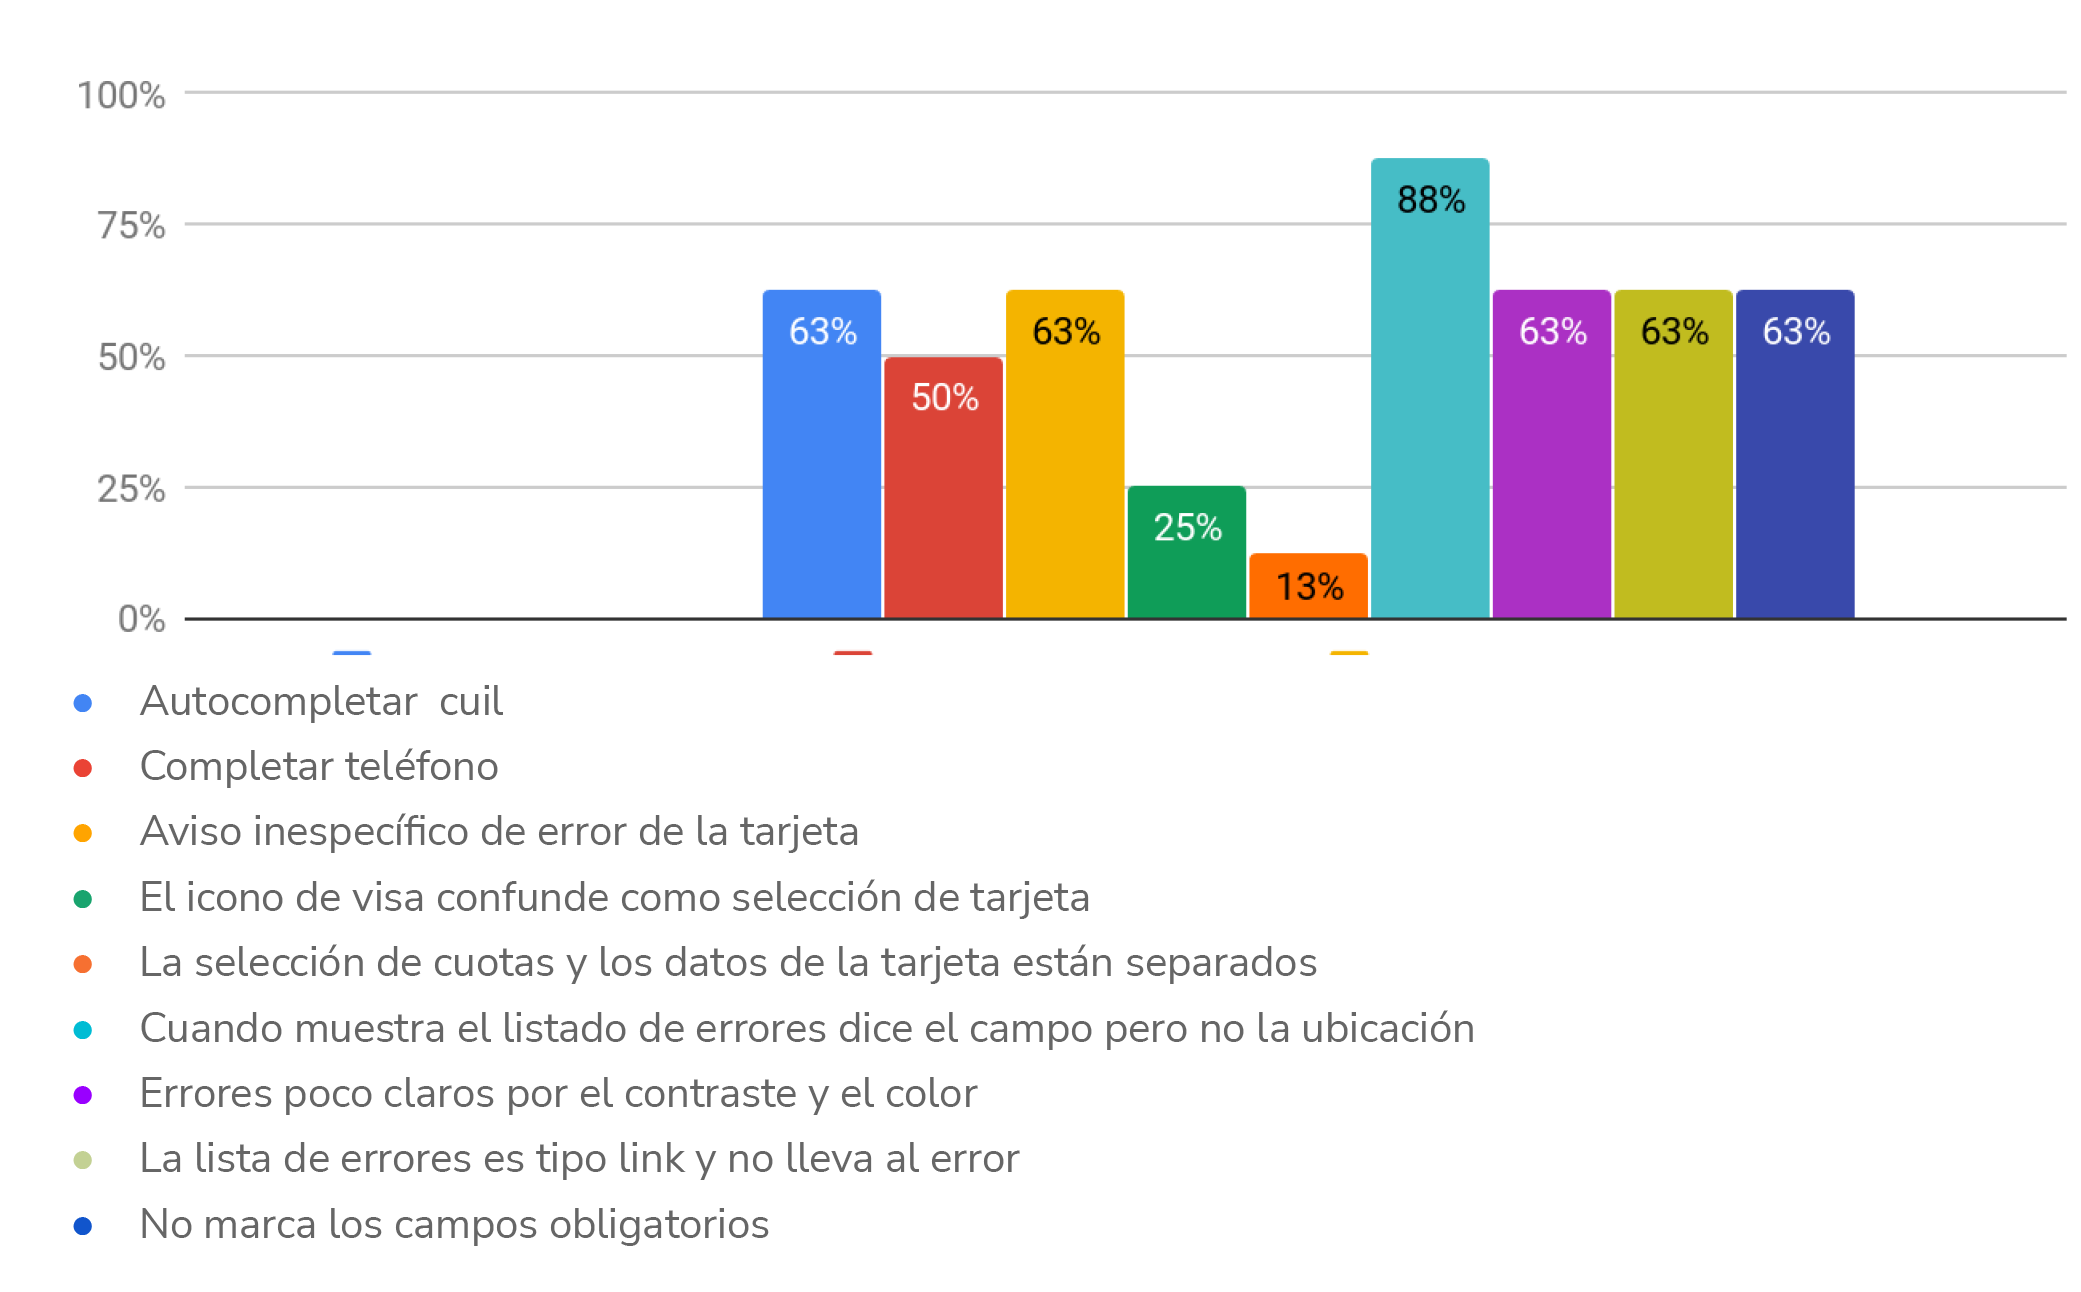 100%
75%
50%
25%
0%
63%
50%
63%
25%
13%
88%
63%
63%
63%
Autocompletar  cuil
Completar teléfono
Aviso inespecífico de error de la tarjeta
El icono de visa confunde como selección de tarjeta
La selección de cuotas y los datos de la tarjeta están separados
Cuando muestra el listado de errores dice el campo pero no la ubicación
Errores poco claros por el contraste y el color
La lista de errores es tipo link y no lleva al error
No marca los campos obligatorios